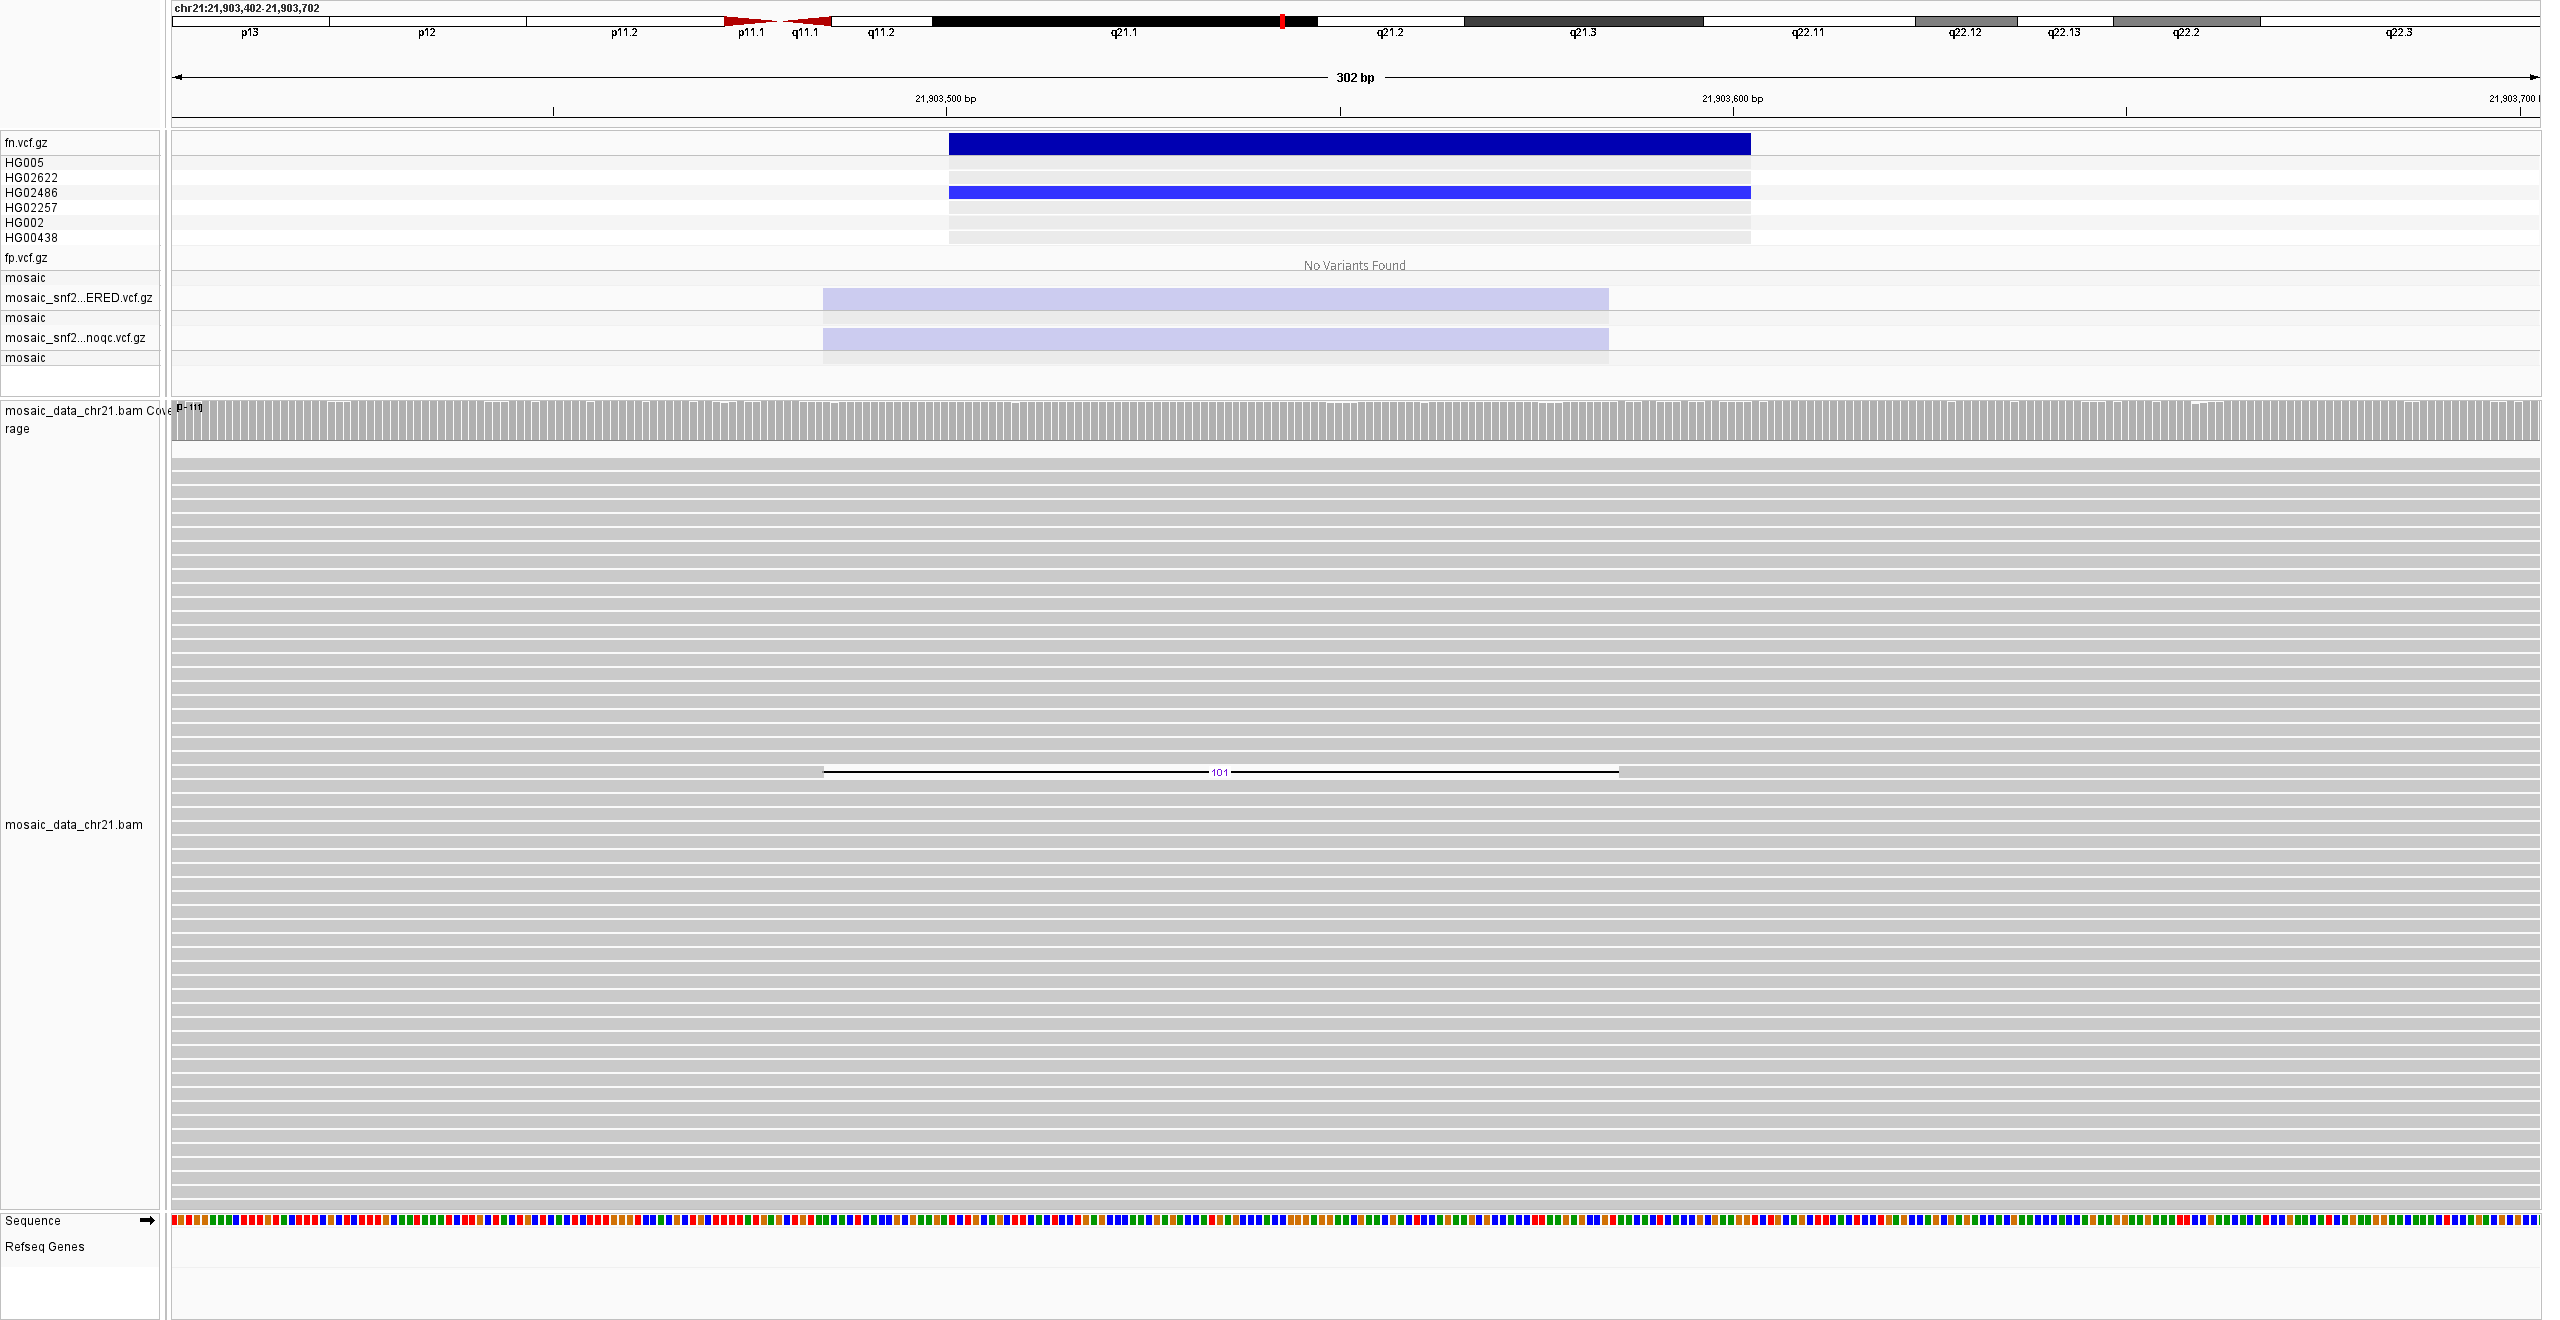 chr21:21,903,402-21,903,702
p13 p12 p11.2 p11.1 q11.1 q11.2 q21.1 q21.2 q21.3 q22.11 q22.12 q22.13 q22.2 q22.3
302 bp
21,903,500 bp 21,903,600 bp 21,903,700
fn.vcf.gz
HG005
HG02622
HG02486
HG02257
HG002
HG00438
fp.vcf.gz
No Variants Found
mosaic
mosaic_snf2...ERED.vcf.gz
mosaic
mosaic_snf2...noqc.vcf.gz
mosaic
mosaic_data_chr21.bam Cove
rage
[0 - 111]
101
mosaic_data_chr21.bam
Sequence
Refseq Genes